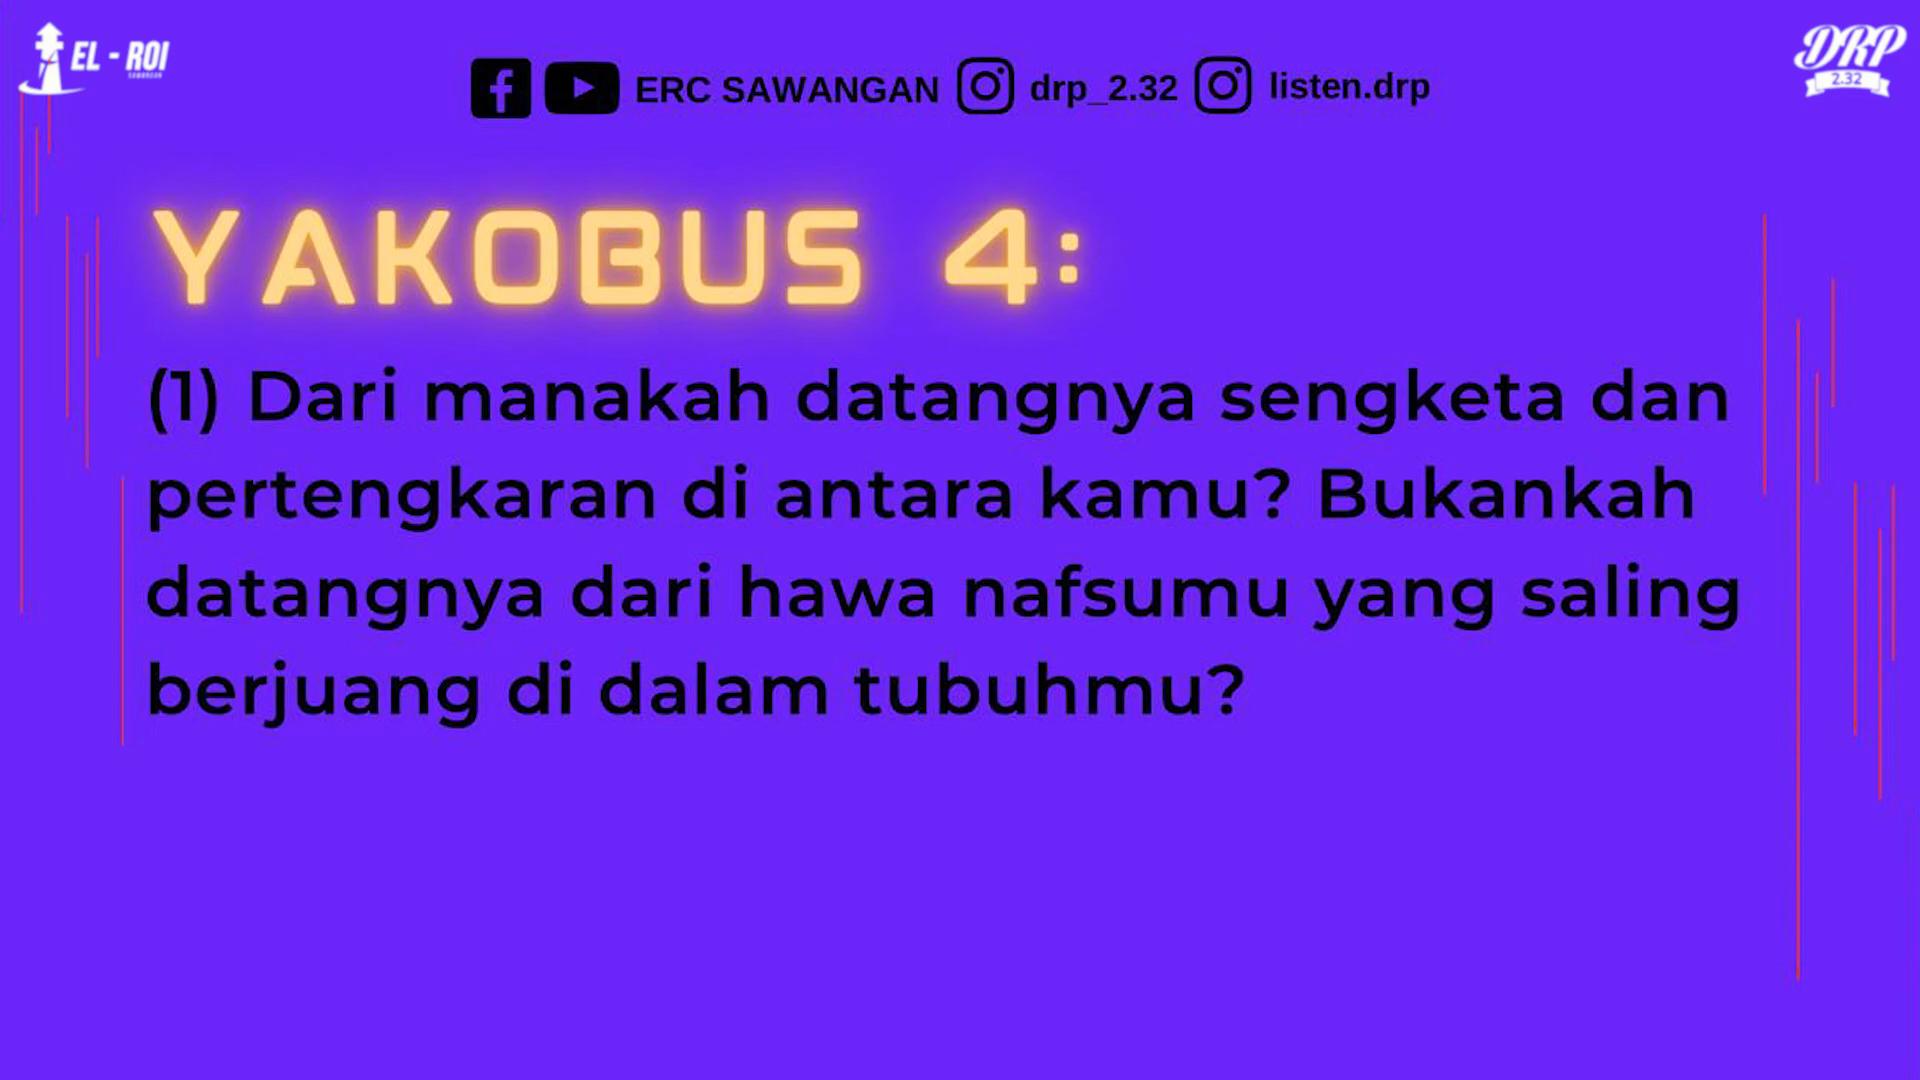 EL - ROI
SAWANGAN
ERC SAWANGAN drp_2.32 listen.drp
DRP
2.32
YAKOBUS 4:
(1) Dari manakah datangnya sengketa dan
pertengkaran di antara kamu? Bukankah
datangnya dari hawa nafsumu yang saling
berjuang di dalam tubuhmu?